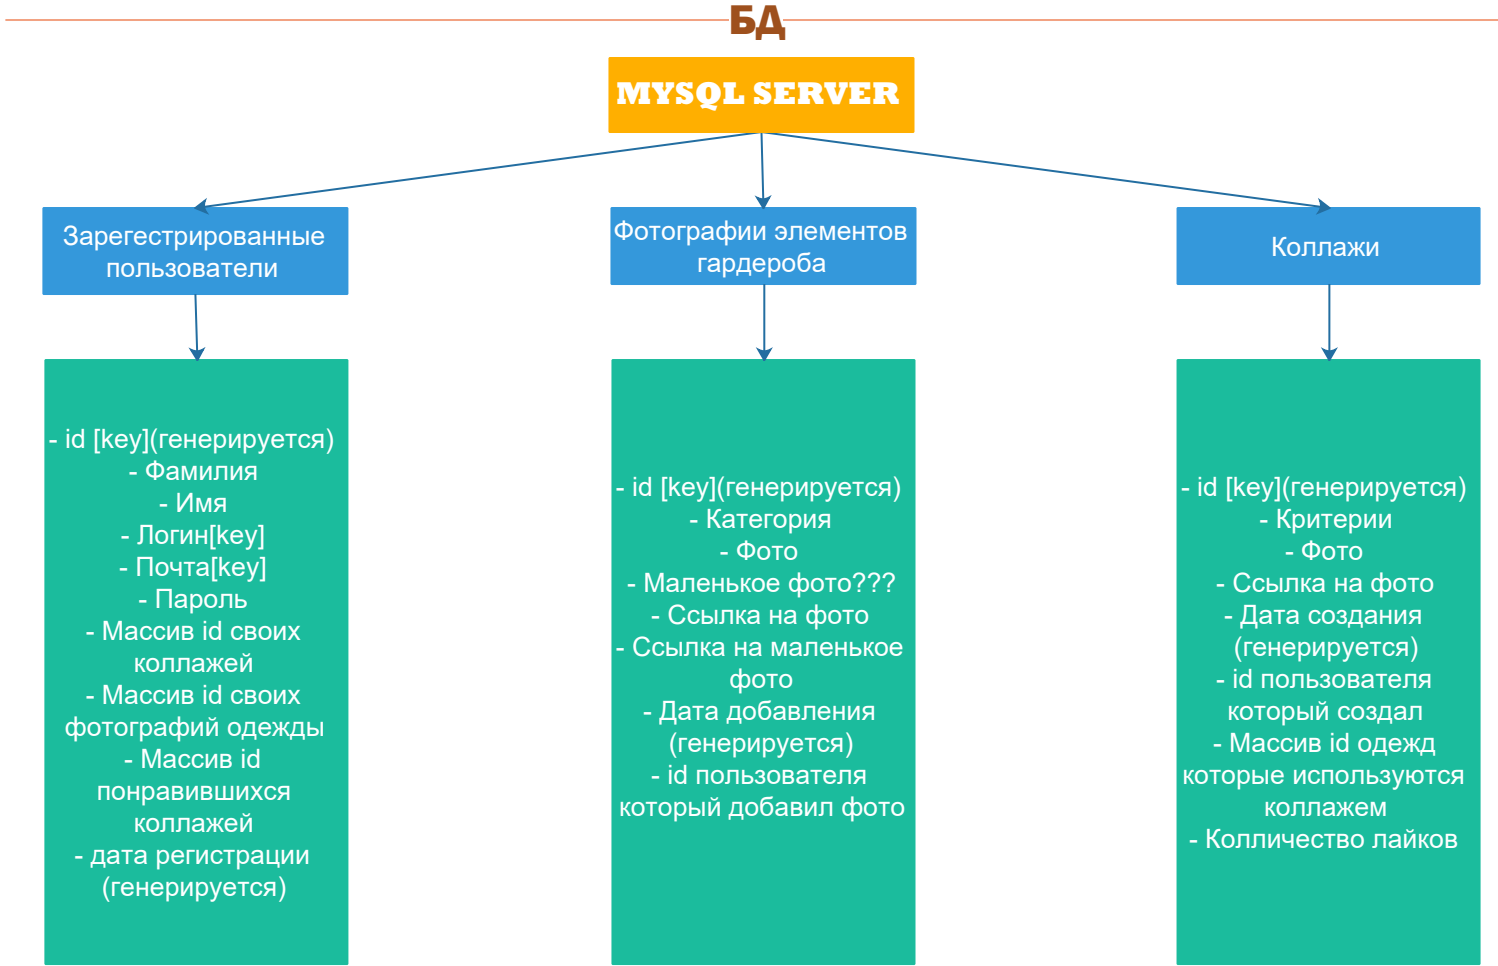 БД
MYSQL SERVER
Зарегестрированные
пользователи
Фотографии элементов
гардероба
Коллажи
- id [key](генерируется)
- Фамилия
- Имя
- Логин[key]
- Почта[key]
- Пароль
- Массив id своих
коллажей
- Массив id своих
фотографий одежды
- Массив id
понравившихся
коллажей
- дата регистрации
(генерируется)
- id [key](генерируется)
- Категория
- Фото
- Маленькое фото???
- Ссылка на фото
- Ссылка на маленькое
фото
- Дата добавления
(генерируется)
- id пользователя
который добавил фото
- id [key](генерируется)
- Критерии
- Фото
- Ссылка на фото
- Дата создания
(генерируется)
- id пользователя
который создал
- Массив id одежд
которые используются
коллажем
- Колличество лайков